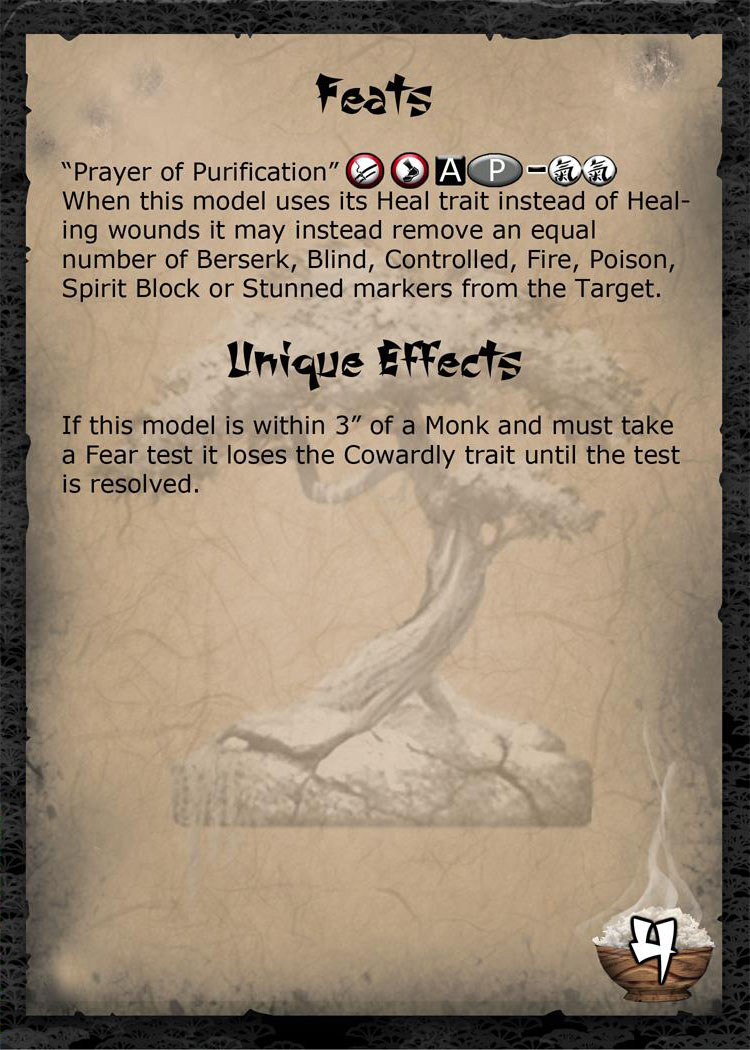 Feats
“Prayer of Purification” A P -氣氣
When this model uses its Heal trait instead of Heal-
ing wounds it may instead remove an equal
number of Berserk, Blind, Controlled, Fire, Poison,
Spirit Block or Stunned markers from the Target.
Unique Effects
If this model is within 3” of a Monk and must take
a Fear test it loses the Cowardly trait until the test
is resolved.
4